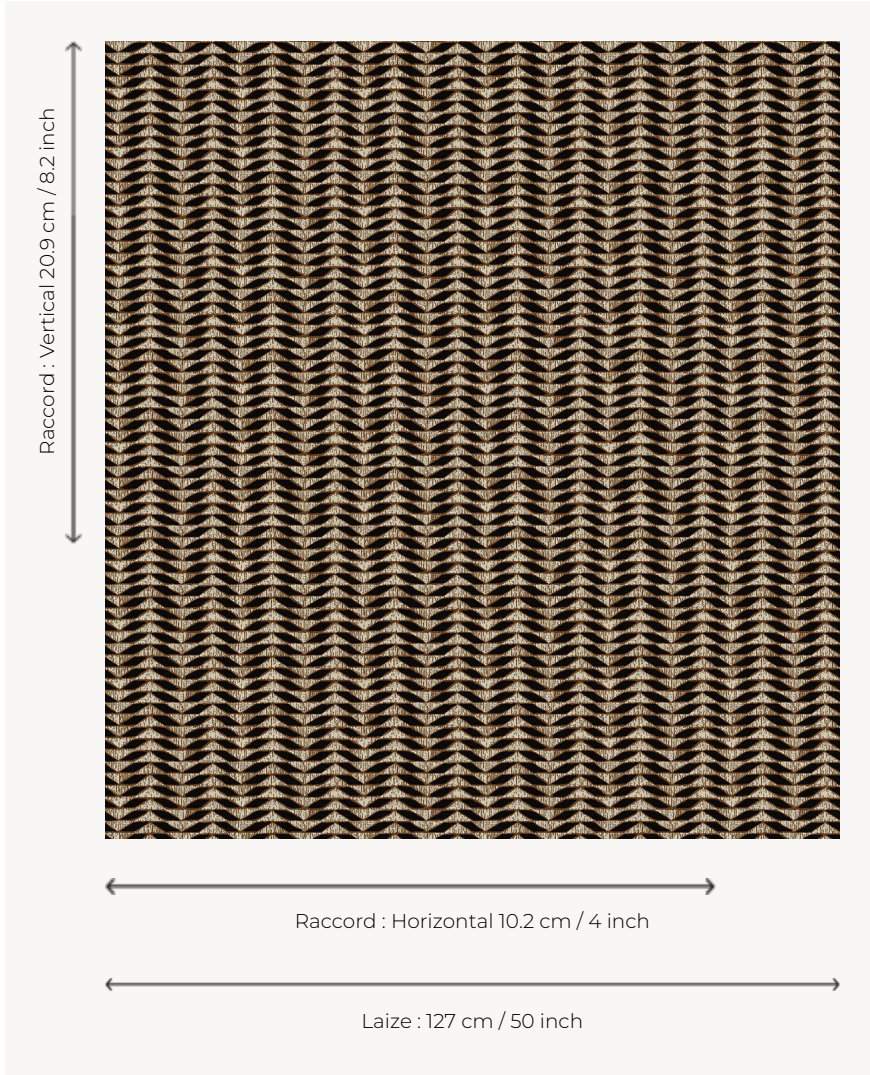 Raccord : Vertical 20.9 cm / 8.2 inch
Raccord : Horizontal 10.2 cm / 4 inch
Laize : 127 cm / 50 inch